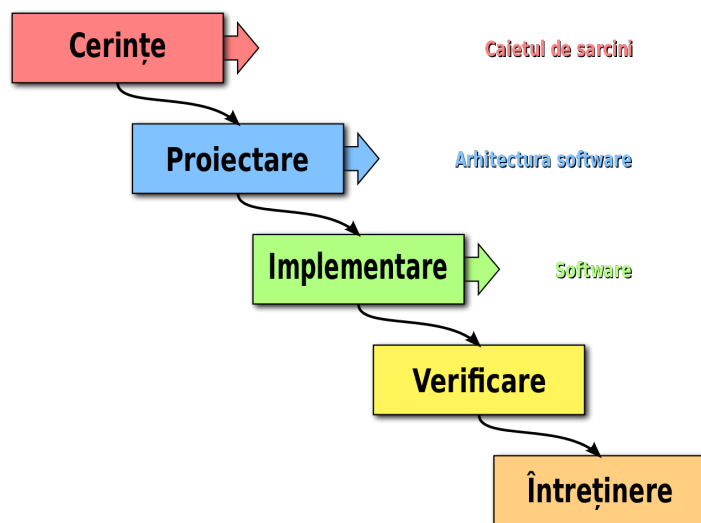 Cerințe
Caietul de sarcini
Proiectare
Arhitectura software
Implementare
Software
Verificare
Întreținere